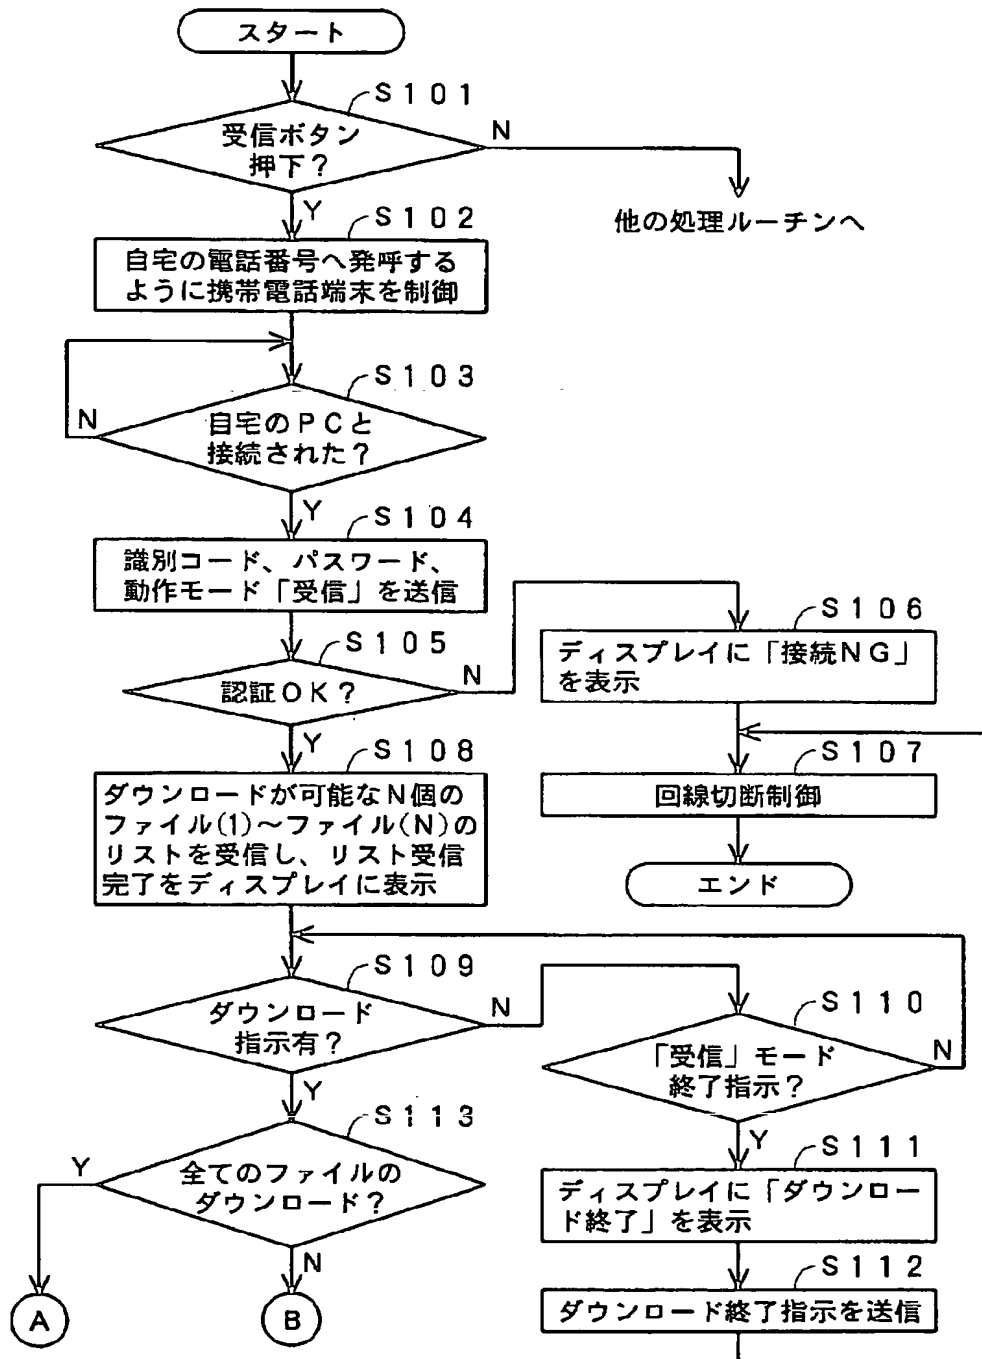 スタート
S101
受信ボタン
押下?
N
Y
他の処理ルーチンへ
S102
自宅の電話番号へ発呼する
ように携帯電話端末を制御
S103
自宅のPCと
接続された?
N
Y
S104
識別コード、パスワード、
動作モード「受信」を送信
S105
認証OK?
N
Y
S106
ディスプレイに「接続NG」
を表示
S107
回線切断制御
エンド
S108
ダウンロードが可能なN個の
ファイル(1)~ファイル(N)の
リストを受信し、リスト受信
完了をディスプレイに表示
S109
ダウンロード
指示有?
N
Y
S110
「受信」モード
終了指示?
N
Y
S111
ディスプレイに「ダウンロー
ド終了」を表示
S112
ダウンロード終了指示を送信
S113
全てのファイルの
ダウンロード?
Y
N
A
B